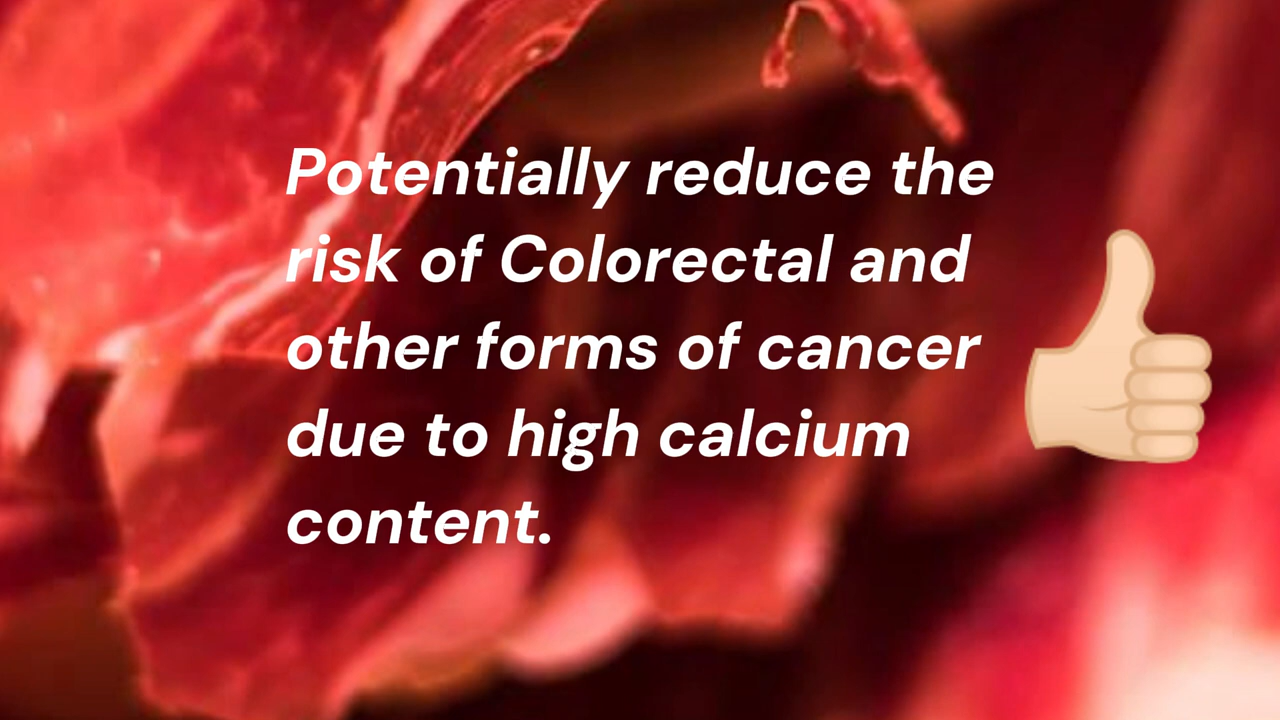 Potentially reduce the
risk of Colorectal and
other forms of cancer
due to high calcium
content.